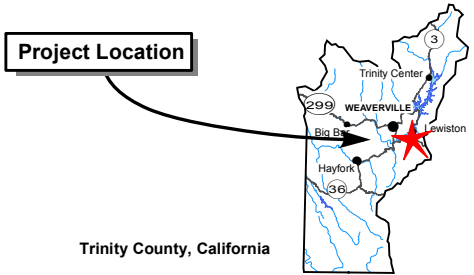 Project Location
3
Trinity Center
299
WEAVERVILLE
Big Bar
Lewiston
Hayfork
36
Trinity County, California